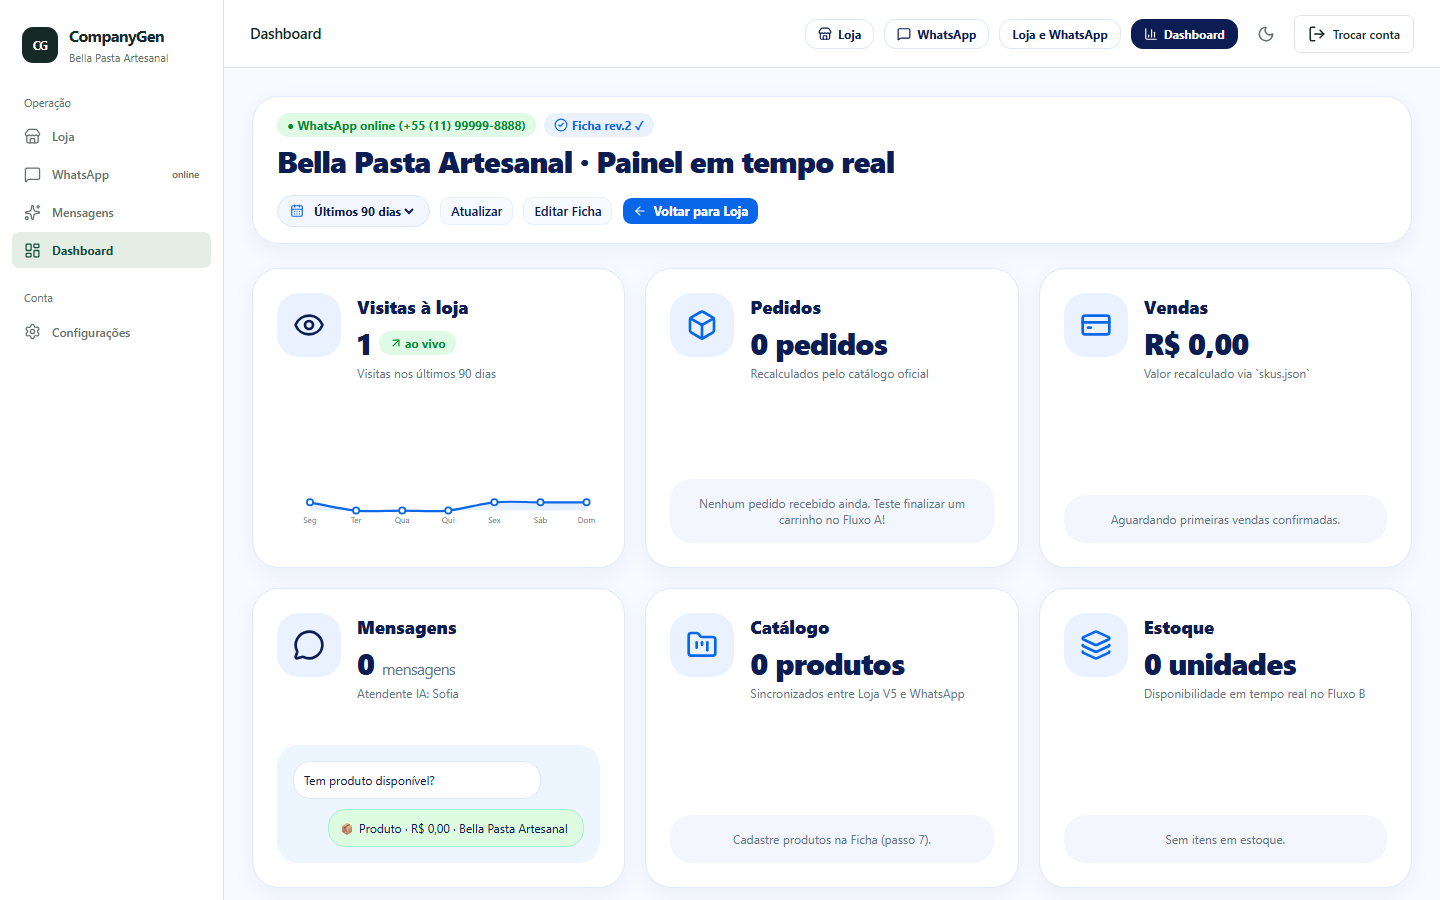 CG
CompanyGen
Bella Pasta Artesanal
Operação
Loja
WhatsApp
online
Mensagens
Dashboard
Conta
Configurações
Dashboard
Loja
WhatsApp
Loja e WhatsApp
Dashboard
Trocar conta
● WhatsApp online (+55 (11) 99999-8888)
Ficha rev.2 ✓
Bella Pasta Artesanal · Painel em tempo real
Últimos 90 dias
Atualizar
Editar Ficha
Voltar para Loja
Visitas à loja
1
ao vivo
Visitas nos últimos 90 dias
Seg Ter Qua Qui Sex Sáb Dom
Pedidos
0 pedidos
Recalculados pelo catálogo oficial
Nenhum pedido recebido ainda. Teste finalizar um
carrinho no Fluxo A!
Vendas
R$ 0,00
Valor recalculado via `skus.json`
Aguardando primeiras vendas confirmadas.
Mensagens
0 mensagens
Atendente IA: Sofia
Tem produto disponível?
📦 Produto · R$ 0,00 · Bella Pasta Artesanal
Catálogo
0 produtos
Sincronizados entre Loja V5 e WhatsApp
Cadastre produtos na Ficha (passo 7).
Estoque
0 unidades
Disponibilidade em tempo real no Fluxo B
Sem itens em estoque.